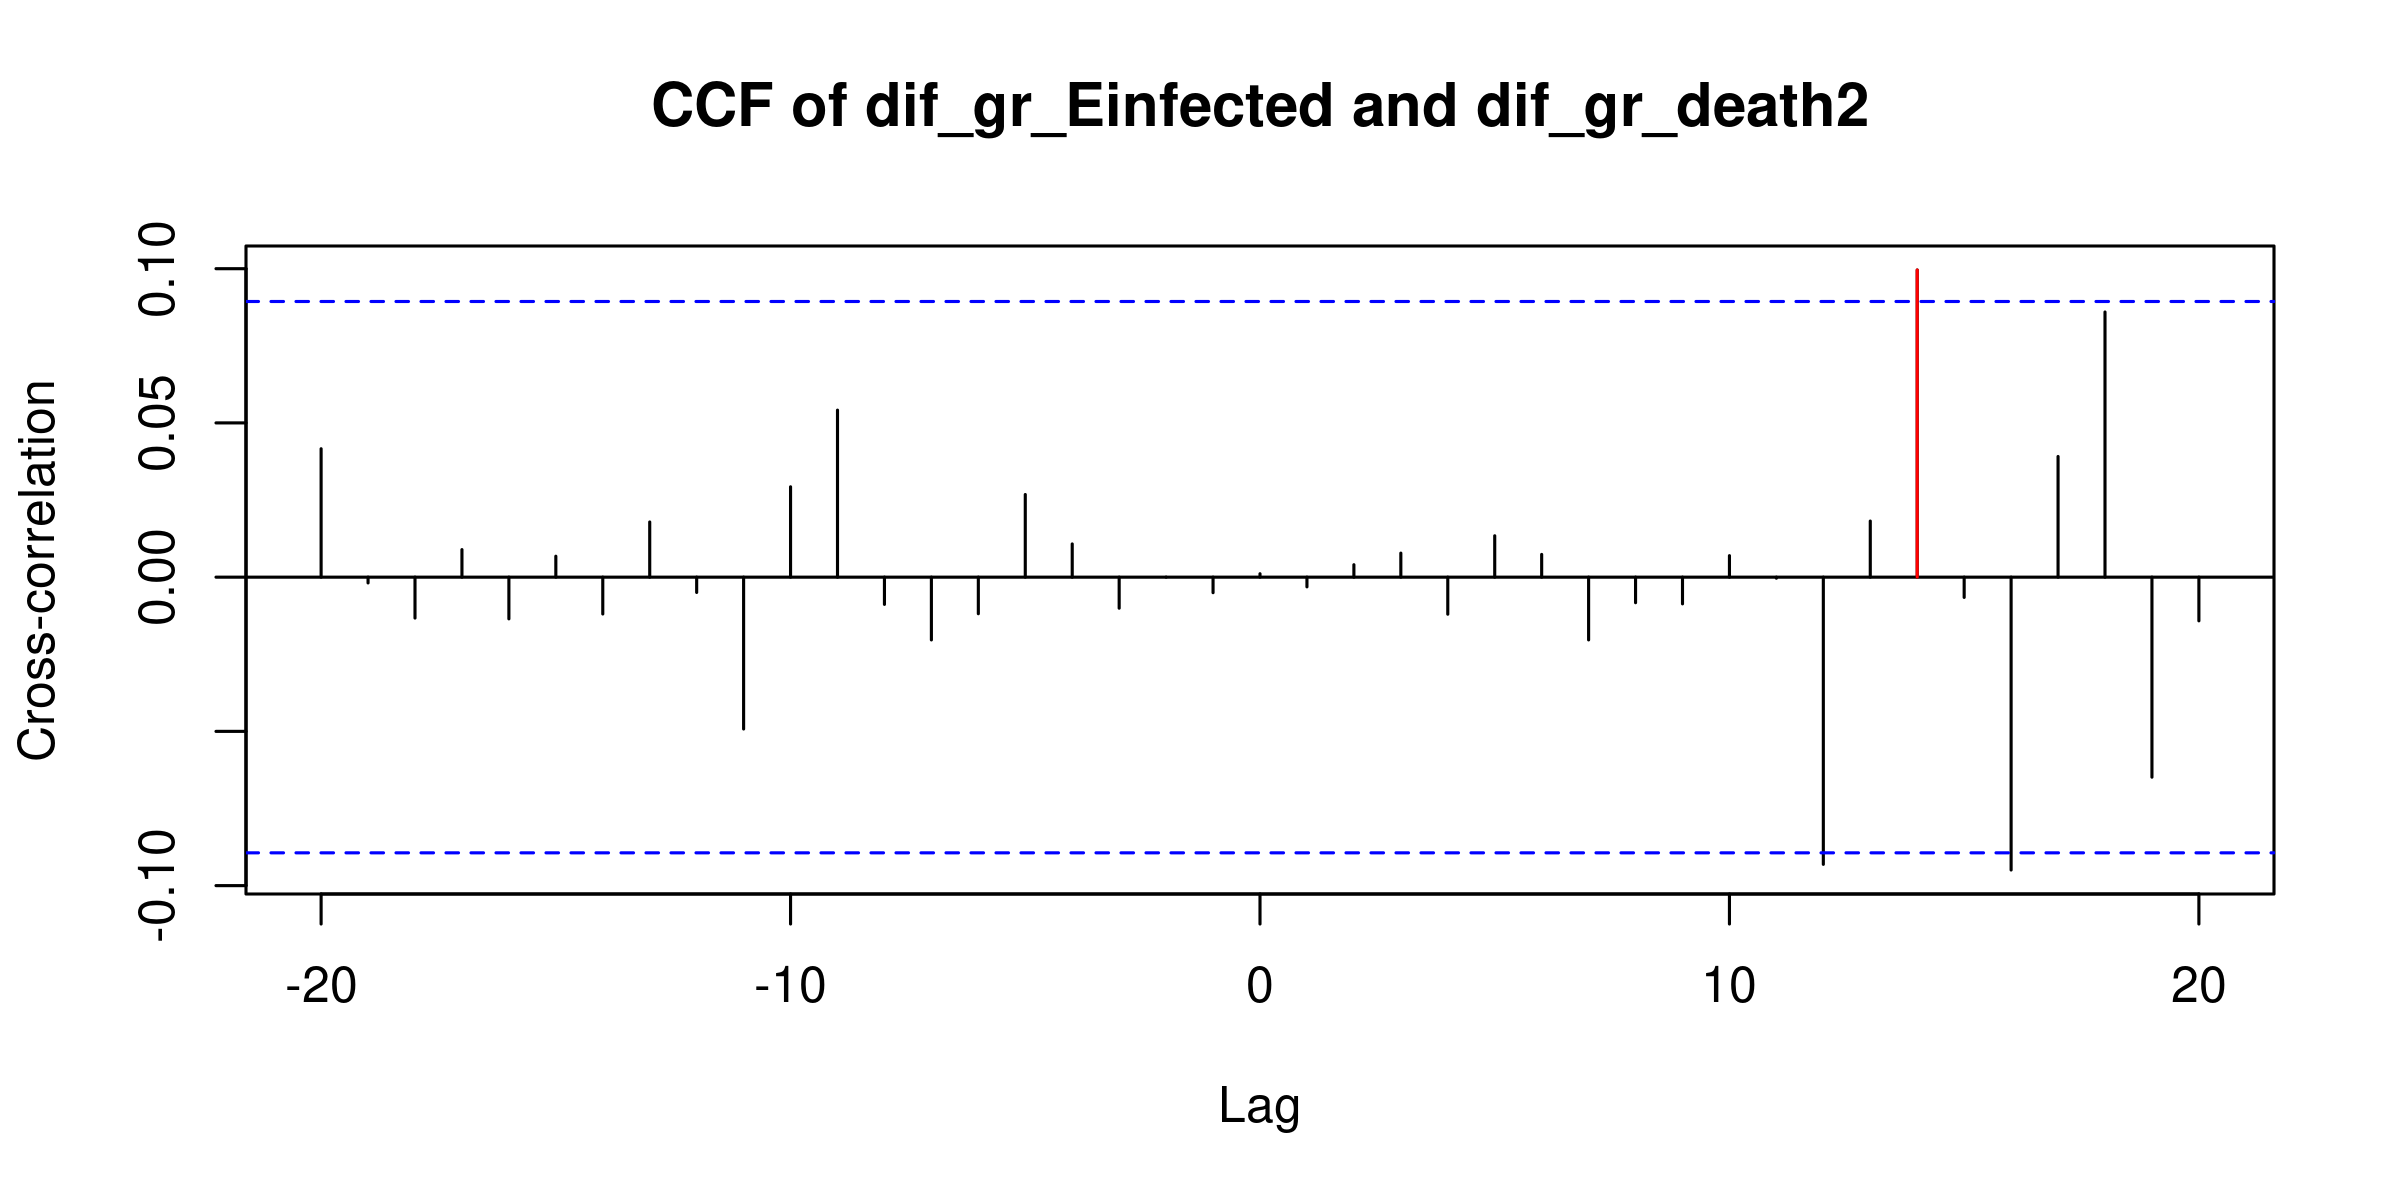 CCF of dif_gr_Einfected and dif_gr_death2
0.10
0.05
0.00
-0.10
Cross-correlation
-20 -10 0 10 20
Lag